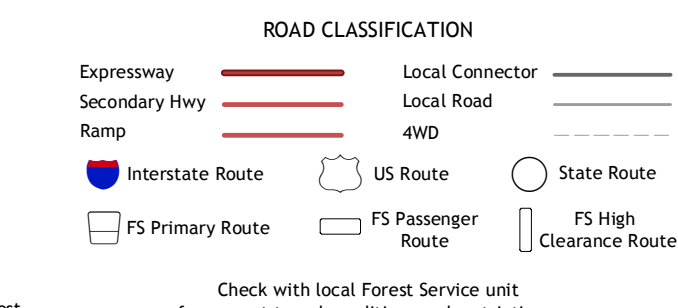 ROAD CLASSIFICATION
Expressway
Local Connector
Secondary Hwy
Local Road
Ramp
4WD
Interstate Route
US Route
State Route
FS Primary Route
FS Passenger
Route
FS High
Clearance Route
Check with local Forest Service unit